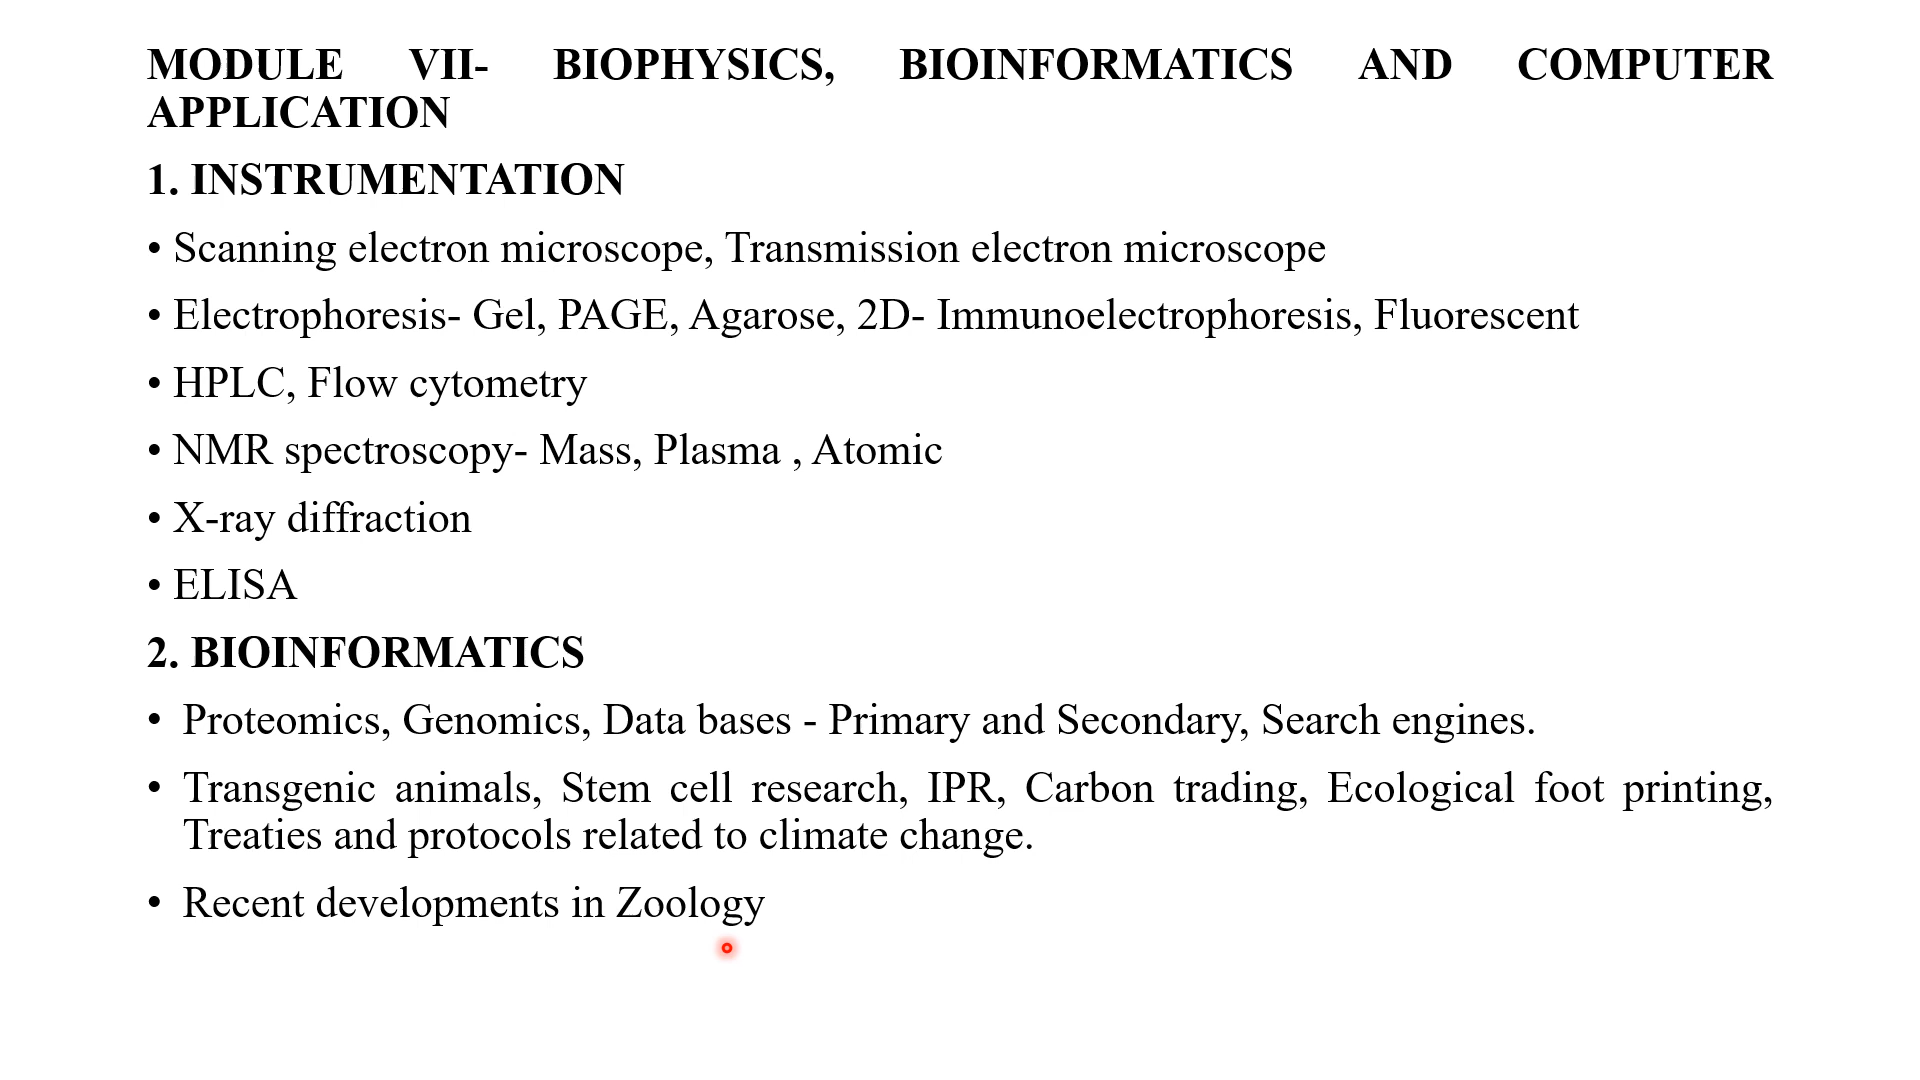 MODULE VII- BIOPHYSICS, BIOINFORMATICS AND COMPUTER
APPLICATION
1. INSTRUMENTATION
• Scanning electron microscope, Transmission electron microscope
• Electrophoresis- Gel, PAGE, Agarose, 2D- Immunoelectrophoresis, Fluorescent
• HPLC, Flow cytometry
• NMR spectroscopy- Mass, Plasma , Atomic
• X-ray diffraction
• ELISA
2. BIOINFORMATICS
• Proteomics, Genomics, Data bases - Primary and Secondary, Search engines.
• Transgenic animals, Stem cell research, IPR, Carbon trading, Ecological foot printing,
Treaties and protocols related to climate change.
• Recent developments in Zoology